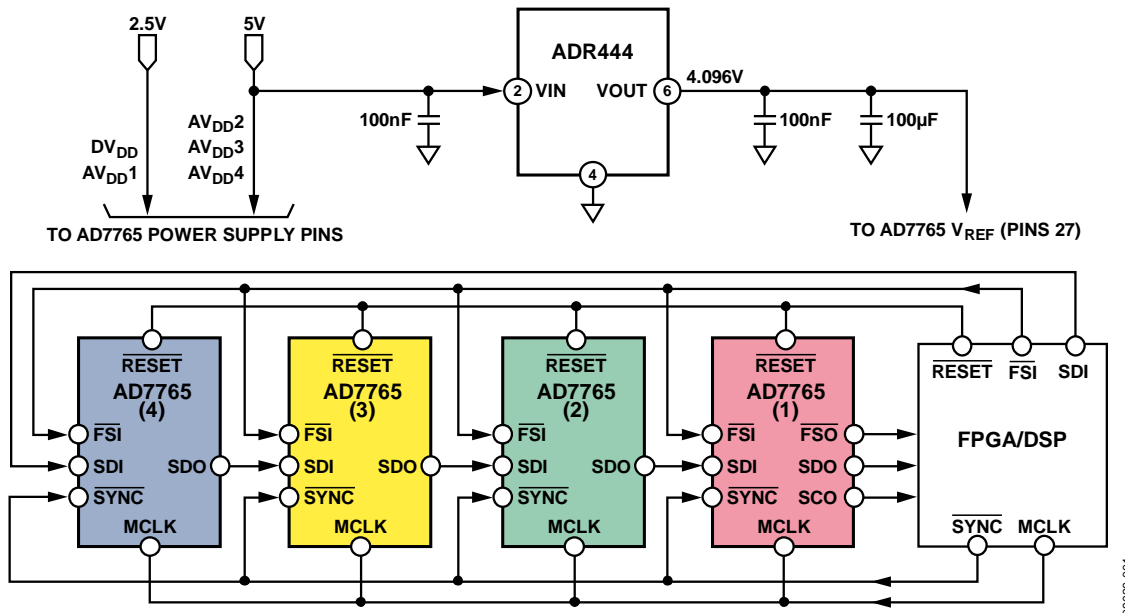 2.5V
5V
ADR444
2 VIN
VOUT 6
4.096V
100nF
100nF
100µF
4
DVDD
AVDD1
AVDD2
AVDD3
AVDD4
TO AD7765 POWER SUPPLY PINS
TO AD7765 VREF (PINS 27)
RESET
AD7765
(4)
FSI
SDI
SDO
SYNC
MCLK
RESET
AD7765
(3)
FSI
SDI
SDO
SYNC
MCLK
RESET
AD7765
(2)
FSI
SDI
SDO
SYNC
MCLK
RESET
AD7765
(1)
FSI
FSO
SDI
SDO
SYNC
SCO
MCLK
RESET
FSI
SDI
FPGA/DSP
SYNC
MCLK